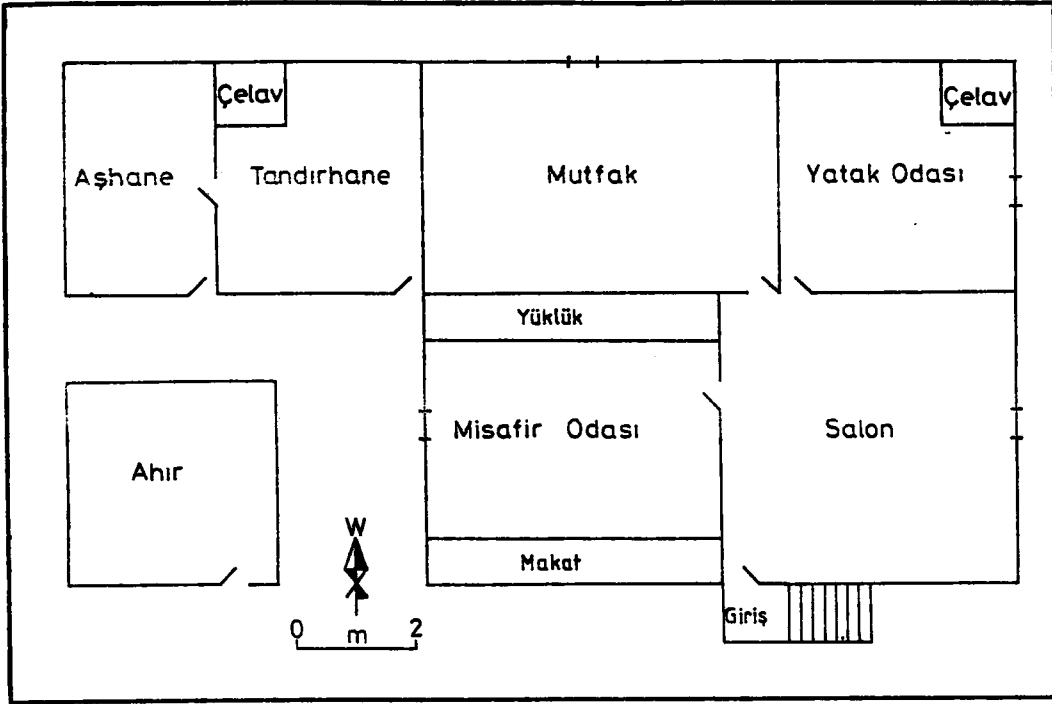 Çelav
Çelav
Aşhane
Tandırhane
Mutfak
Yatak Odası
Yüklük
Misafir Odası
Salon
Ahır
W
Makat
Giriş
0 m 2